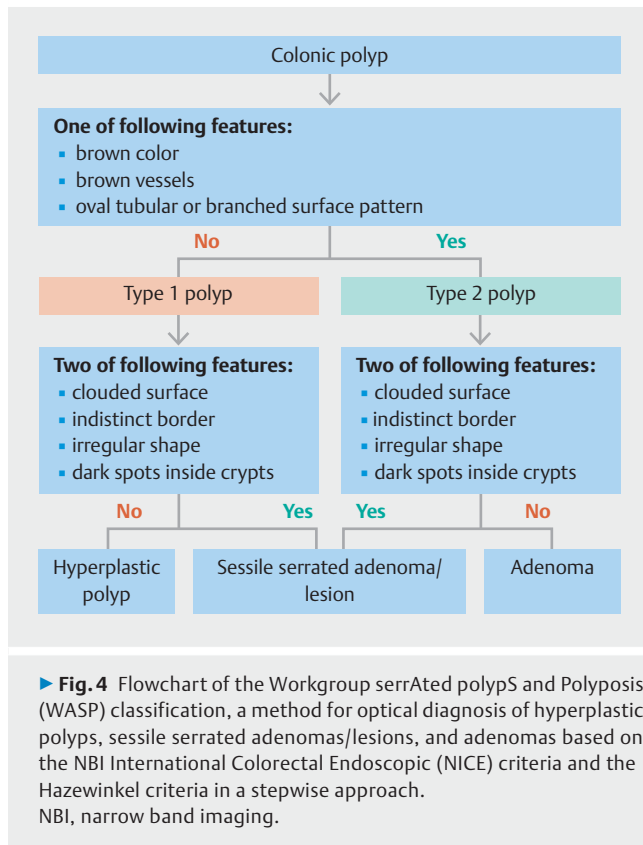 Colonic polyp
One of following features:
▪ brown color
▪ brown vessels
▪ oval tubular or branched surface pattern
No
Yes
Type 1 polyp
Type 2 polyp
Two of following features:
▪ clouded surface
▪ indistinct border
▪ irregular shape
▪ dark spots inside crypts
Two of following features:
▪ clouded surface
▪ indistinct border
▪ irregular shape
▪ dark spots inside crypts
No
Yes
Yes
No
Hyperplastic
polyp
Sessile serrated adenoma/
lesion
Adenoma
▶ Fig. 4 Flowchart of the Workgroup serrAted polypS and Polyposis
(WASP) classification, a method for optical diagnosis of hyperplastic
polyps, sessile serrated adenomas/lesions, and adenomas based on
the NBI International Colorectal Endoscopic (NICE) criteria and the
Hazewinkel criteria in a stepwise approach.
NBI, narrow band imaging.